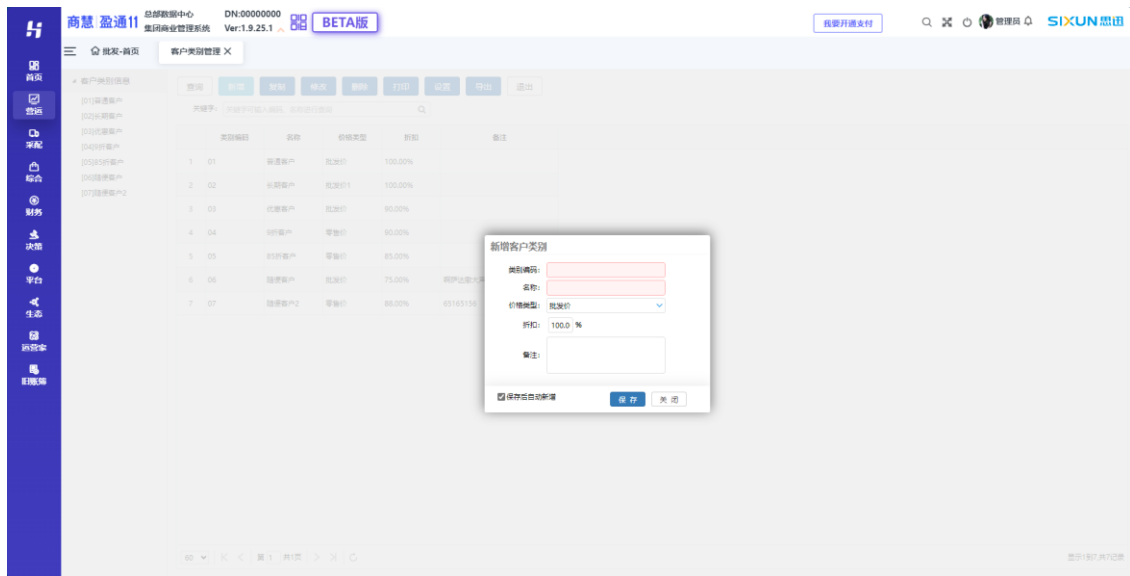 商慧 盈通11
总部数据中心 DN:00000000
集团商业管理系统 Ver:1.9.25.1
BETA版
我要开通支付
管理员
SIXUN思迅
批发-首页
客户类别管理
首页
营运
采配
综合
财务
决策
平台
生态
运营家
旧账簿
客户类别信息
[01]普通客户
[02]长期客户
[03]优惠客户
[04]9折客户
[05]85折客户
[06]随便客户
[07]随便客户2
查询 新增 复制 修改 删除 打印 设置 导出 退出
关键字:
类别编码 名称 价格类型 折扣 备注
1 01 普通客户 批发价 100.00%
2 02 长期客户 批发价1 100.00%
3 03 优惠客户 批发价 90.00%
4 04 9折客户 零售价 90.00%
5 05 85折客户 零售价 85.00%
6 06 随便客户 批发价 75.00%
7 07 随便客户2 零售价 88.00% 65165156
新增客户类别
类别编码:
名称:
价格类型: 批发价
折扣: 100.0 %
备注:
保存后自动新增
保存 关闭
60 第 1 共1页
显示1到7,共7记录